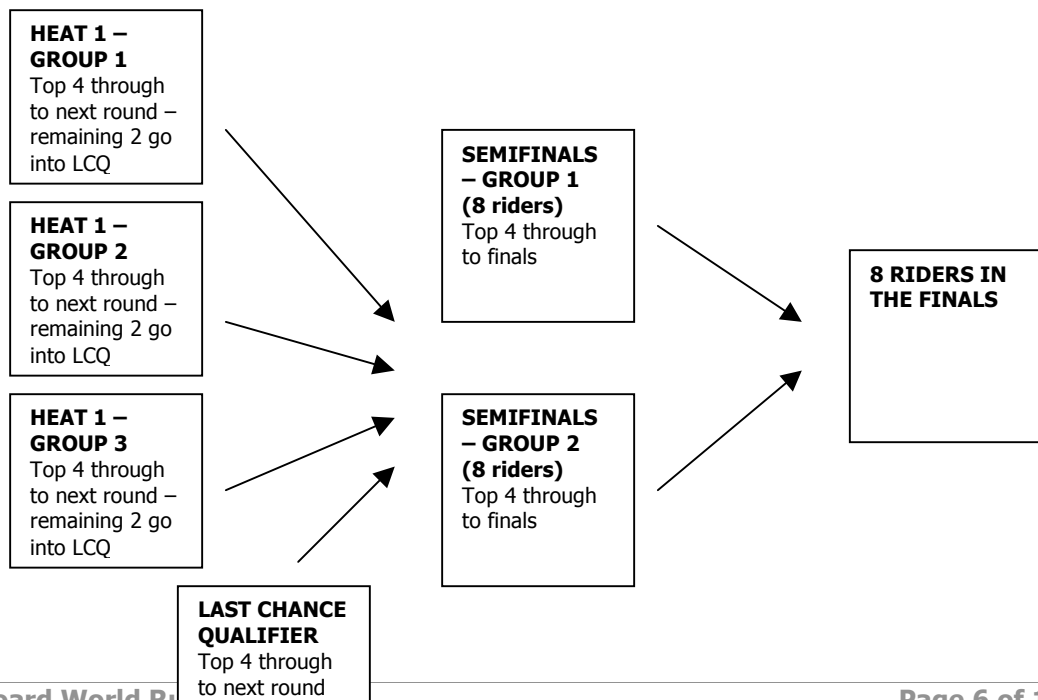 HEAT 1 –
GROUP 1
Top 4 through
to next round –
remaining 2 go
into LCQ
HEAT 1 –
GROUP 2
Top 4 through
to next round –
remaining 2 go
into LCQ
HEAT 1 –
GROUP 3
Top 4 through
to next round –
remaining 2 go
into LCQ
LAST CHANCE
QUALIFIER
Top 4 through
to next round
SEMIFINALS
– GROUP 1
(8 riders)
Top 4 through
to finals
SEMIFINALS
– GROUP 2
(8 riders)
Top 4 through
to finals
8 RIDERS IN
THE FINALS
World
Page 6 of